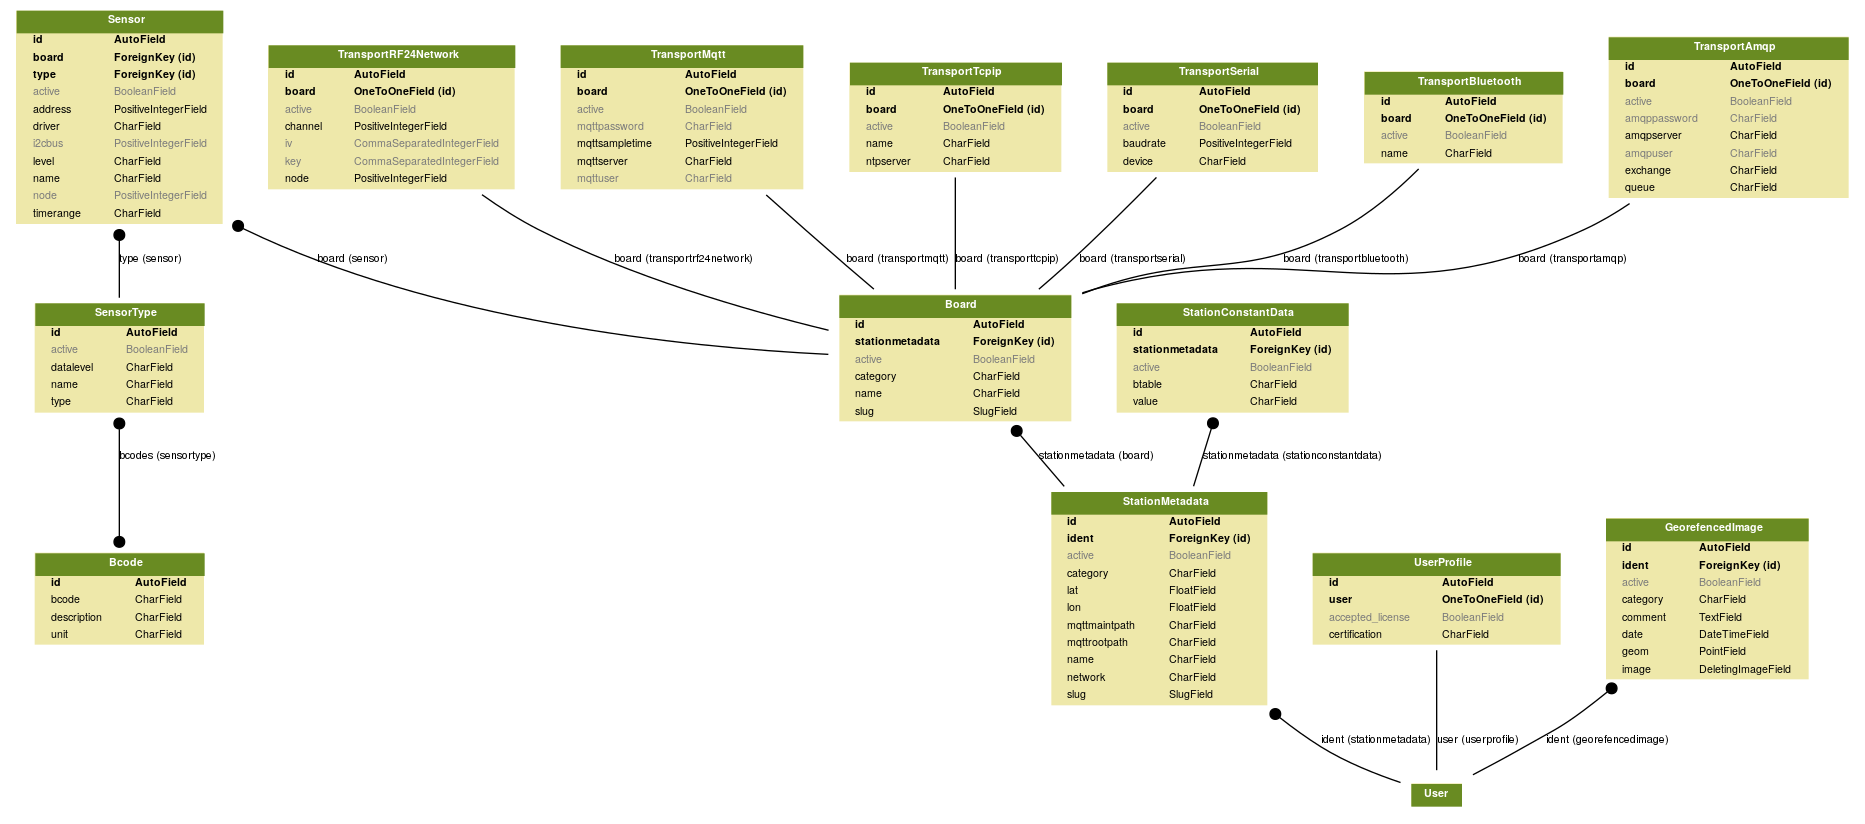 Sensor
id AutoField
board ForeignKey (id)
type ForeignKey (id)
active BooleanField
address PositiveIntegerField
driver CharField
i2cbus PositiveIntegerField
level CharField
name CharField
node PositiveIntegerField
timerange CharField
TransportRF24Network
id AutoField
board OneToOneField (id)
active BooleanField
channel PositiveIntegerField
iv CommaSeparatedIntegerField
key CommaSeparatedIntegerField
node PositiveIntegerField
TransportMqtt
id AutoField
board OneToOneField (id)
active BooleanField
mqttpassword CharField
mqttsampletime PositiveIntegerField
mqttserver CharField
mqttuser CharField
TransportTcpip
id AutoField
board OneToOneField (id)
active BooleanField
name CharField
ntpserver CharField
TransportSerial
id AutoField
board OneToOneField (id)
active BooleanField
baudrate PositiveIntegerField
device CharField
TransportBluetooth
id AutoField
board OneToOneField (id)
active BooleanField
name CharField
TransportAmqp
id AutoField
board OneToOneField (id)
active BooleanField
amqppassword CharField
amqpserver CharField
amqpuser CharField
exchange CharField
queue CharField
type (sensor)
board (sensor)
board (transportrf24network)
board (transportmqtt)
board (transporttcpip)
board (transportserial)
board (transportbluetooth)
board (transportamqp)
SensorType
id AutoField
active BooleanField
datalevel CharField
name CharField
type CharField
Board
id AutoField
stationmetadata ForeignKey (id)
active BooleanField
category CharField
name CharField
slug SlugField
StationConstantData
id AutoField
stationmetadata ForeignKey (id)
active BooleanField
btable CharField
value CharField
bcodes (sensortype)
stationmetadata (board)
stationmetadata (stationconstantdata)
Bcode
id AutoField
bcode CharField
description CharField
unit CharField
StationMetadata
id AutoField
ident ForeignKey (id)
active BooleanField
category CharField
lat FloatField
lon FloatField
mqttmaintpath CharField
mqttrootpath CharField
name CharField
network CharField
slug SlugField
UserProfile
id AutoField
user OneToOneField (id)
accepted_license BooleanField
certification CharField
GeorefencedImage
id AutoField
ident ForeignKey (id)
active BooleanField
category CharField
comment TextField
date DateTimeField
geom PointField
image DeletingImageField
ident (stationmetadata)
user (userprofile)
ident (georefencedimage)
User